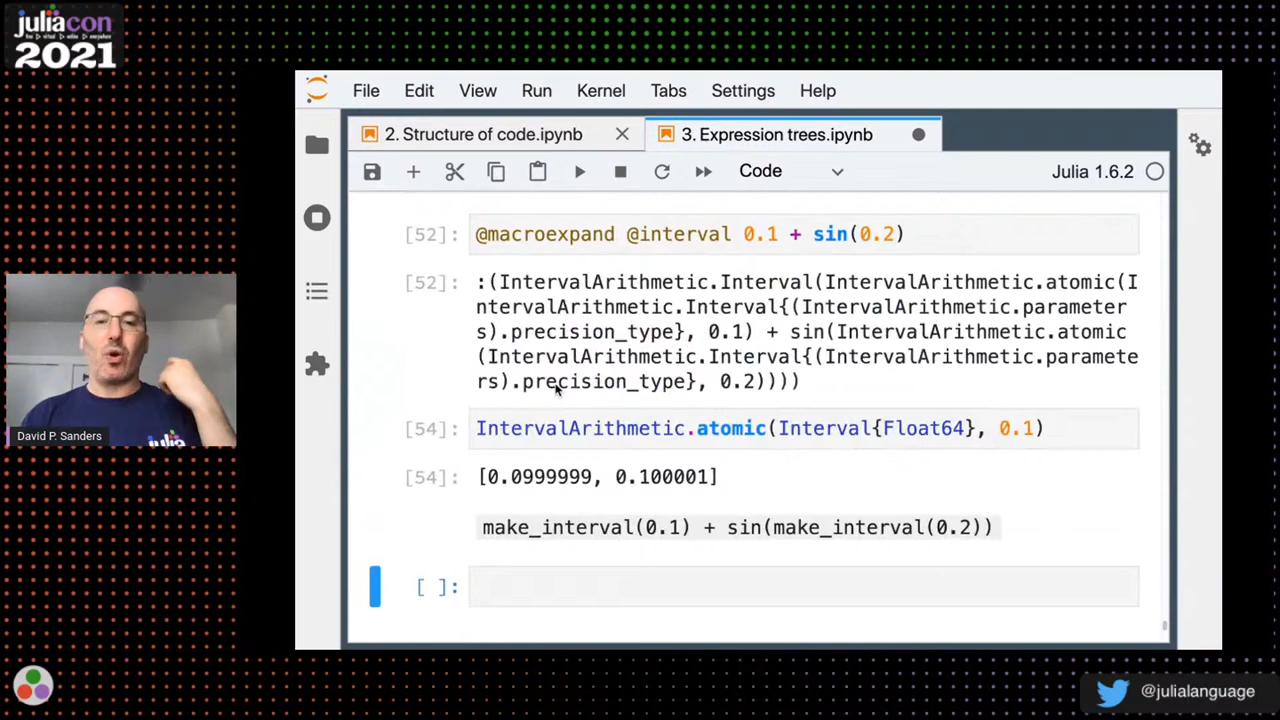 juliacon
2021
File Edit View Run Kernel Tabs Settings Help
2. Structure of code.ipynb 3. Expression trees.ipynb
Code Julia 1.6.2
[52]: @macroexpand @interval 0.1 + sin(0.2)
[52]: :(IntervalArithmetic.Interval(IntervalArithmetic.atomic(I
ntervalArithmetic.Interval{(IntervalArithmetic.parameter
s).precision_type}, 0.1) + sin(IntervalArithmetic.atomic
(IntervalArithmetic.Interval{(IntervalArithmetic.paramete
rs).precision_type}, 0.2))))
[54]: IntervalArithmetic.atomic(Interval{Float64}, 0.1)
[54]: [0.0999999, 0.100001]
make_interval(0.1) + sin(make_interval(0.2))
[ ]:
David P. Sanders
@julialanguage